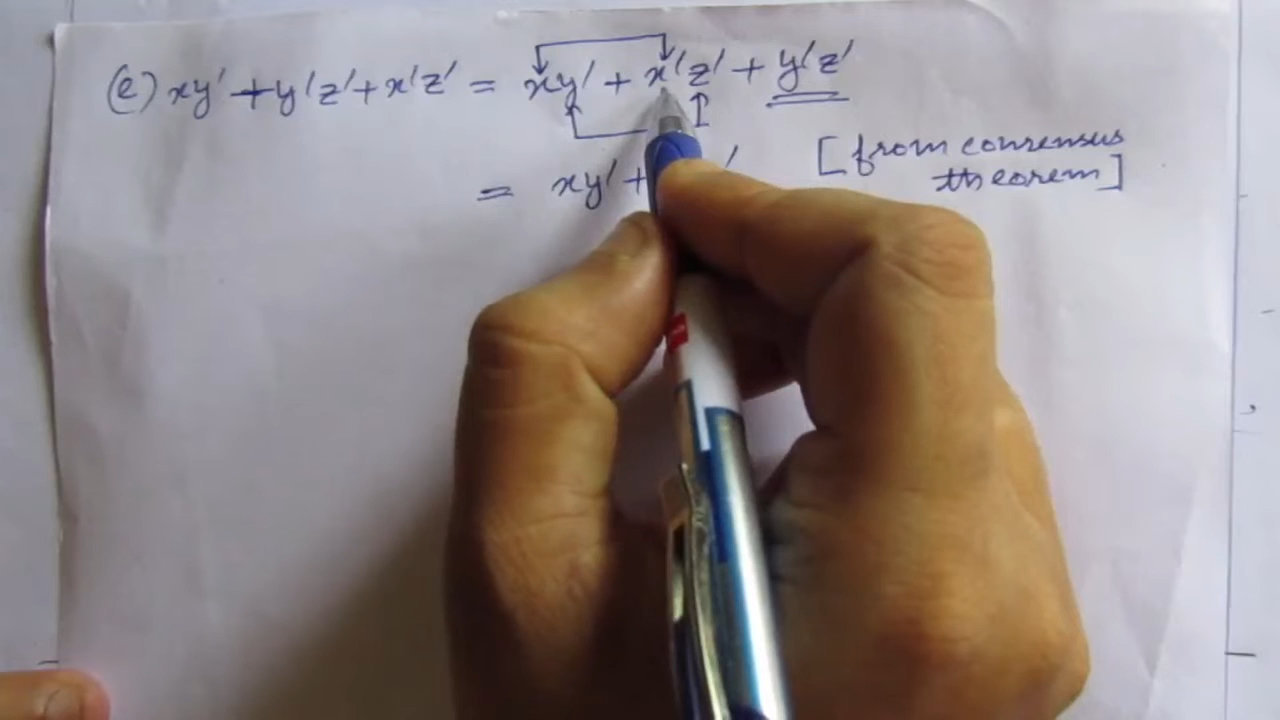 (e) xy' + y'z' + x'z' = xy' + x'z' + y'z'
= xy' + [from consensus
theorem]